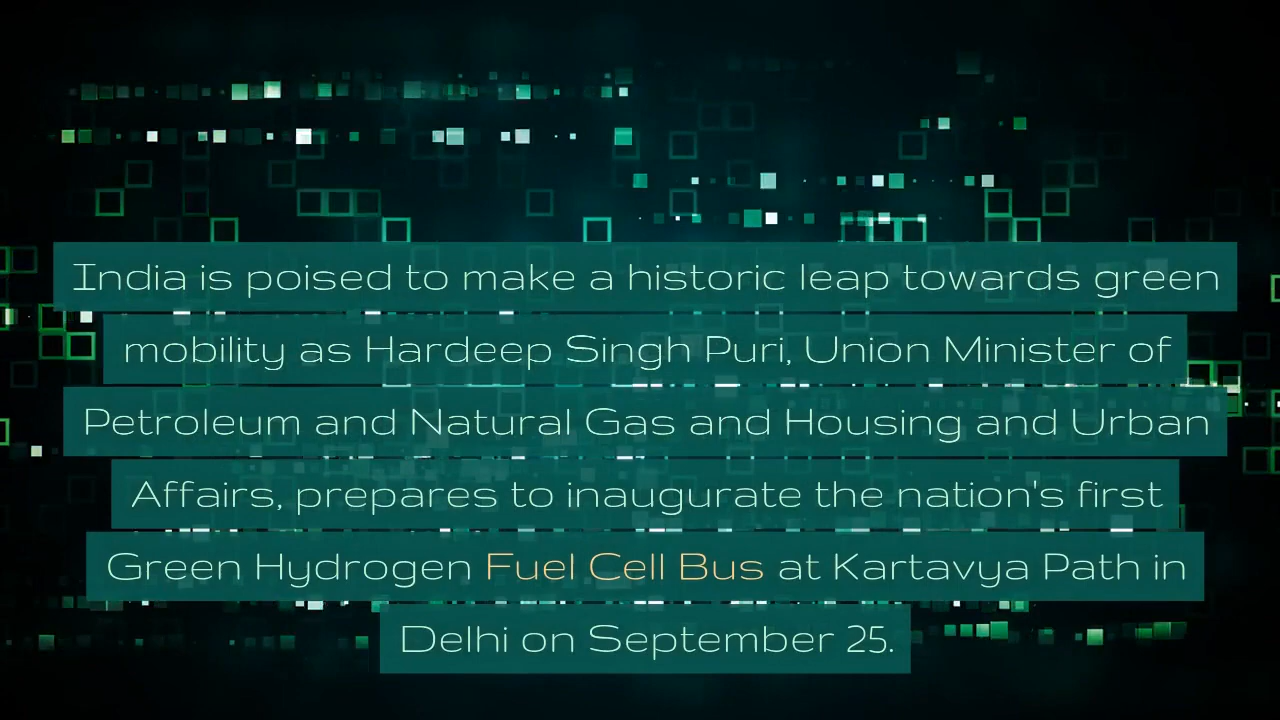 India is poised to make a historic leap towards green
mobility as Hardeep Singh Puri, Union Minister of
Petroleum and Natural Gas and Housing and Urban
Affairs, prepares to inaugurate the nation's first
Green Hydrogen Fuel Cell Bus at Kartavya Path in
Delhi on September 25.